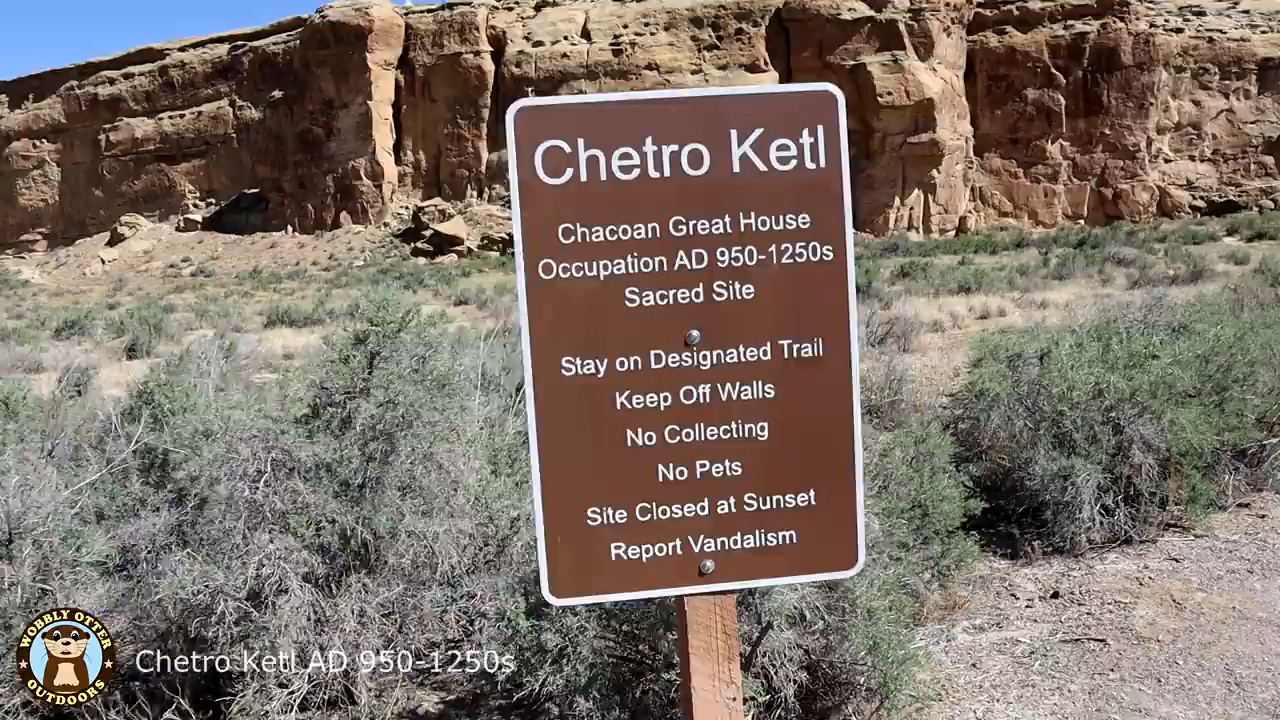 Chetro Ketl
Chacoan Great House
Occupation AD 950-1250s
Sacred Site
Stay on Designated Trail
Keep Off Walls
No Collecting
No Pets
Site Closed at Sunset
Report Vandalism
WOBBLY OTTER
OUTDOORS
Chetro Ketl AD 950-1250s